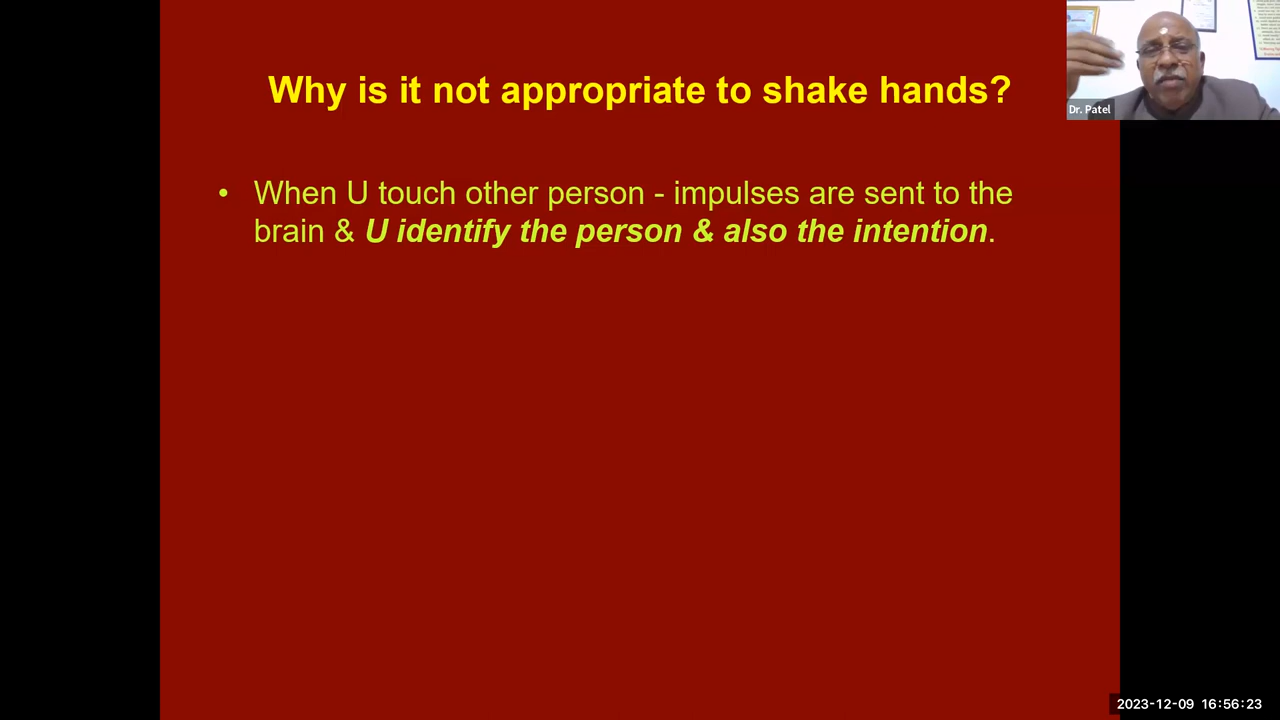 Why is it not appropriate to shake hands?
• When U touch other person - impulses are sent to the
brain & U identify the person & also the intention.
Dr. Patel
2023-12-09 16:56:23